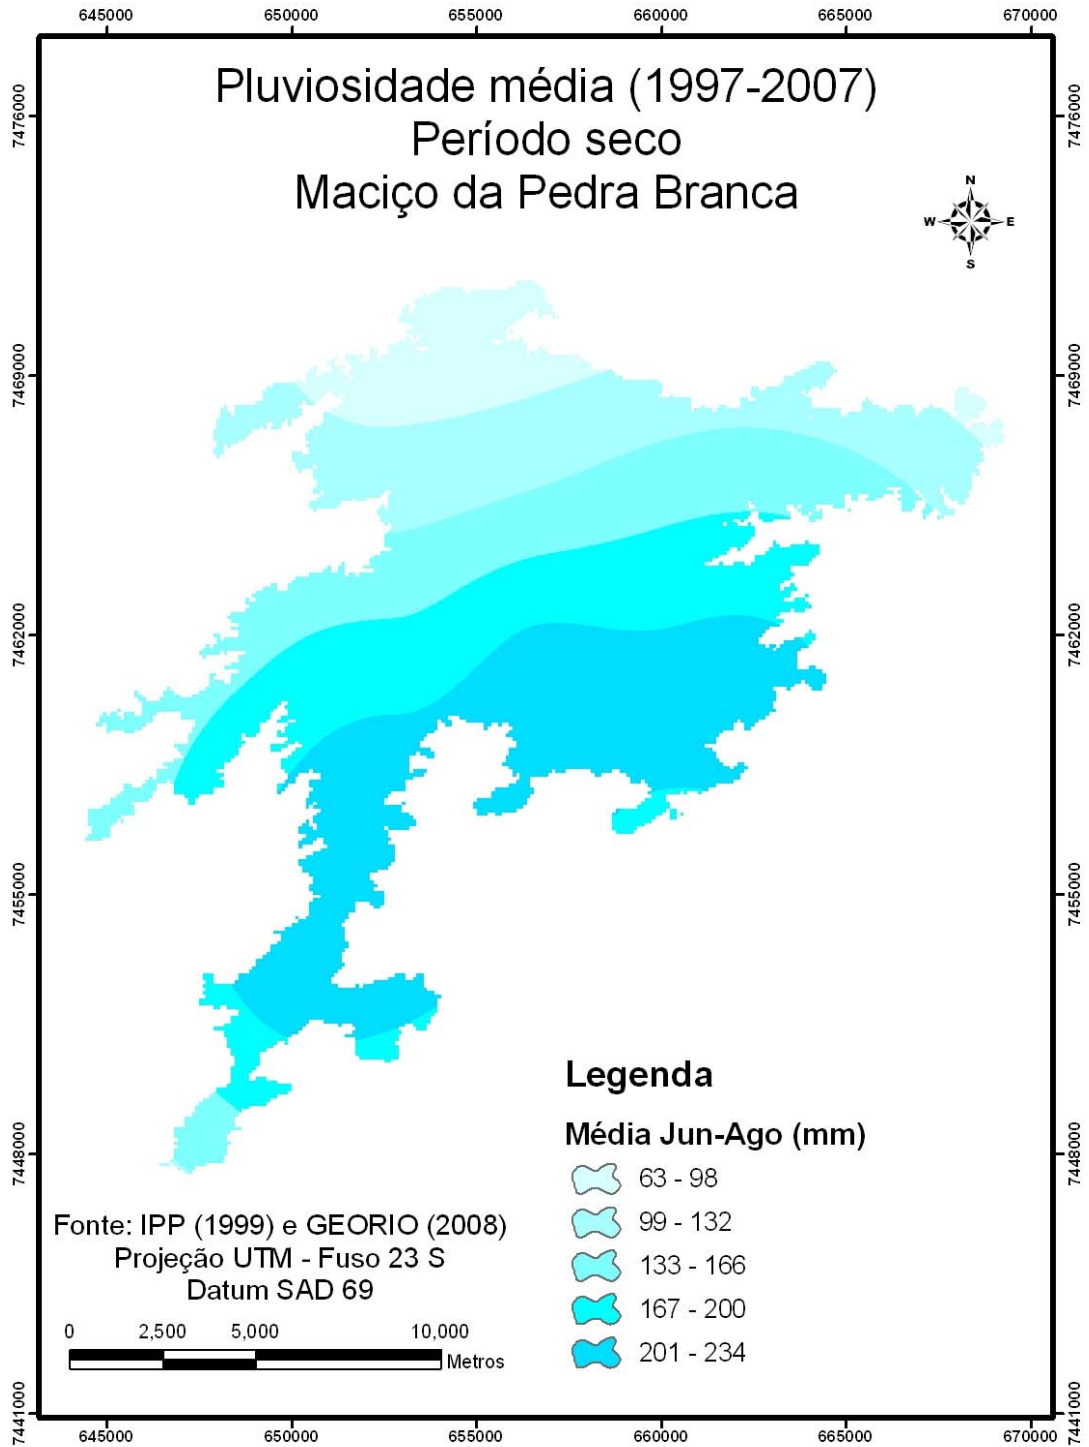 645000 650000 655000 660000 665000 670000
Pluviosidade média (1997-2007)
Período seco
Maciço da Pedra Branca
N
W E
S
7476000 7476000
7469000 7469000
7462000 7462000
7455000 7455000
7448000 7448000
7441000 7441000
Legenda
Média Jun-Ago (mm)
63 - 98
99 - 132
133 - 166
167 - 200
201 - 234
Fonte: IPP (1999) e GEORIO (2008)
Projeção UTM - Fuso 23 S
Datum SAD 69
0 2,500 5,000 10,000
Metros
645000 650000 655000 660000 665000 670000